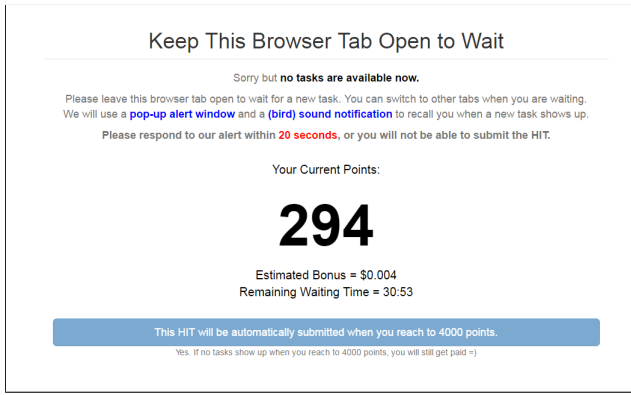 Keep This Browser Tab Open to Wait
Sorry but no tasks are available now.
Please leave this browser tab open to wait for a new task. You can switch to other tabs when you are waiting.
We will use a pop-up alert window and a (bird) sound notification to recall you when a new task shows up.
Please respond to our alert within 20 seconds, or you will not be able to submit the HIT.
Your Current Points:
294
Estimated Bonus = $0.004
Remaining Waiting Time = 30:53
This HIT will be automatically submitted when you reach to 4000 points.
Yes. If no tasks show up when you reach to 4000 points, you will still get paid =)